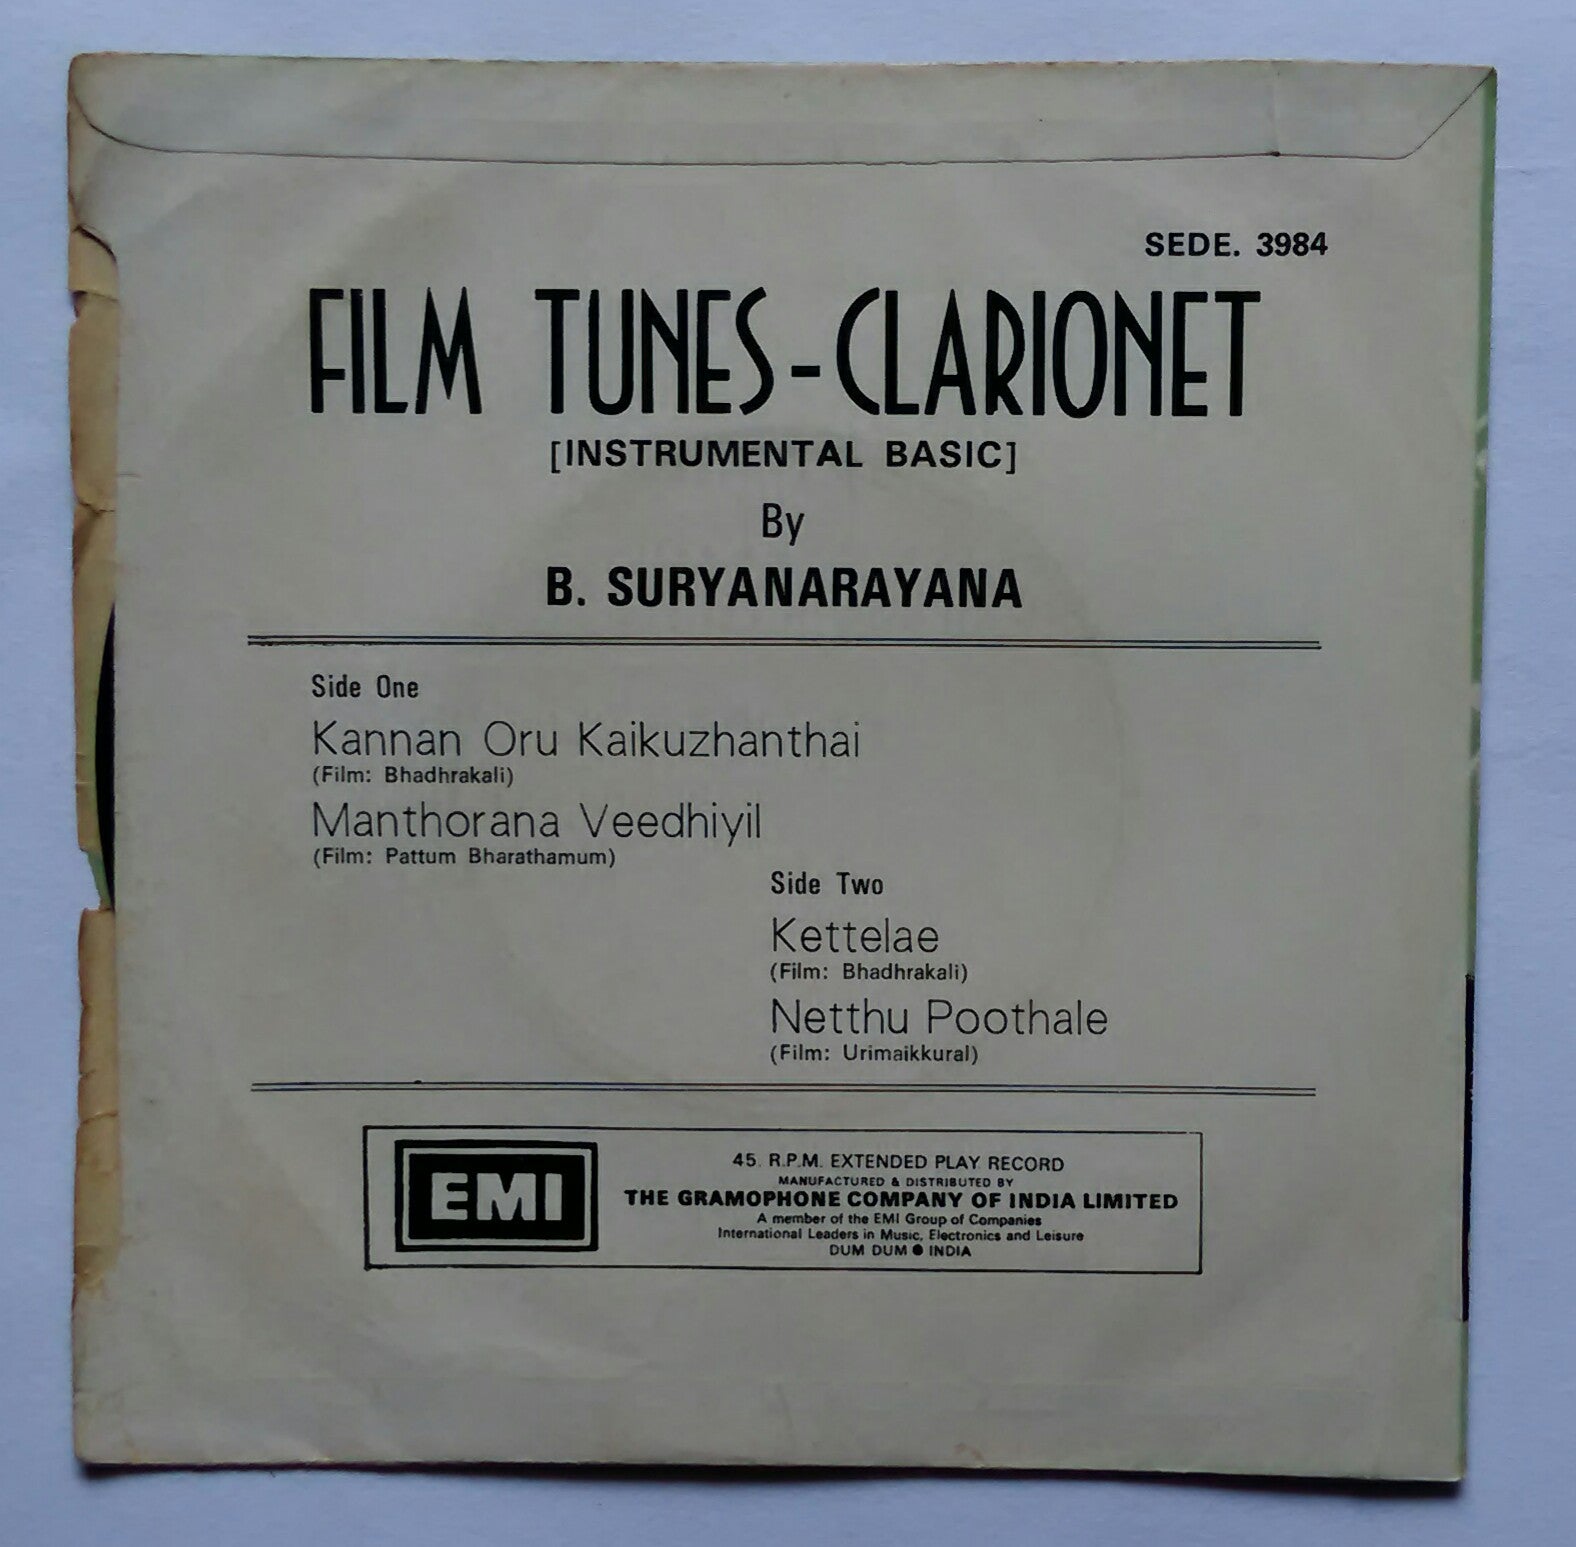 SEDE. 3984
FILM TUNES-CLARIONET
[INSTRUMENTAL BASIC]
By
B. SURYANARAYANA
Side One
Kannan Oru Kaikuzhanthai
(Film: Bhadhrakali)
Manthorana Veedhiyil
(Film: Pattum Bharathamum)
Side Two
Kettelae
(Film: Bhadhrakali)
Netthu Poothale
(Film: Urimaikkural)
EMI
45. R.P.M. EXTENDED PLAY RECORD
MANUFACTURED & DISTRIBUTED BY
THE GRAMOPHONE COMPANY OF INDIA LIMITED
A member of the EMI Group of Companies
International Leaders in Music, Electronics and Leisure
DUM DUM ● INDIA